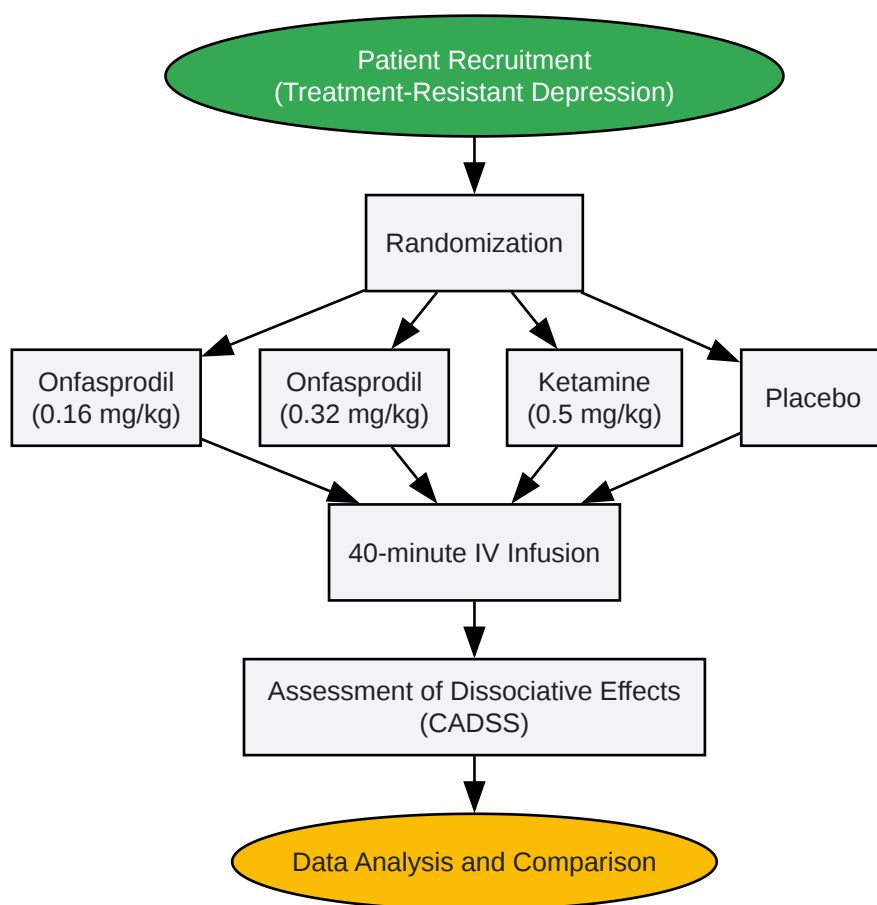 Patient Recruitment
(Treatment-Resistant Depression)
Randomization
Onfasprodil
(0.16 mg/kg)
Onfasprodil
(0.32 mg/kg)
Ketamine
(0.5 mg/kg)
Placebo
40-minute IV Infusion
Assessment of Dissociative Effects
(CADSS)
Data Analysis and Comparison